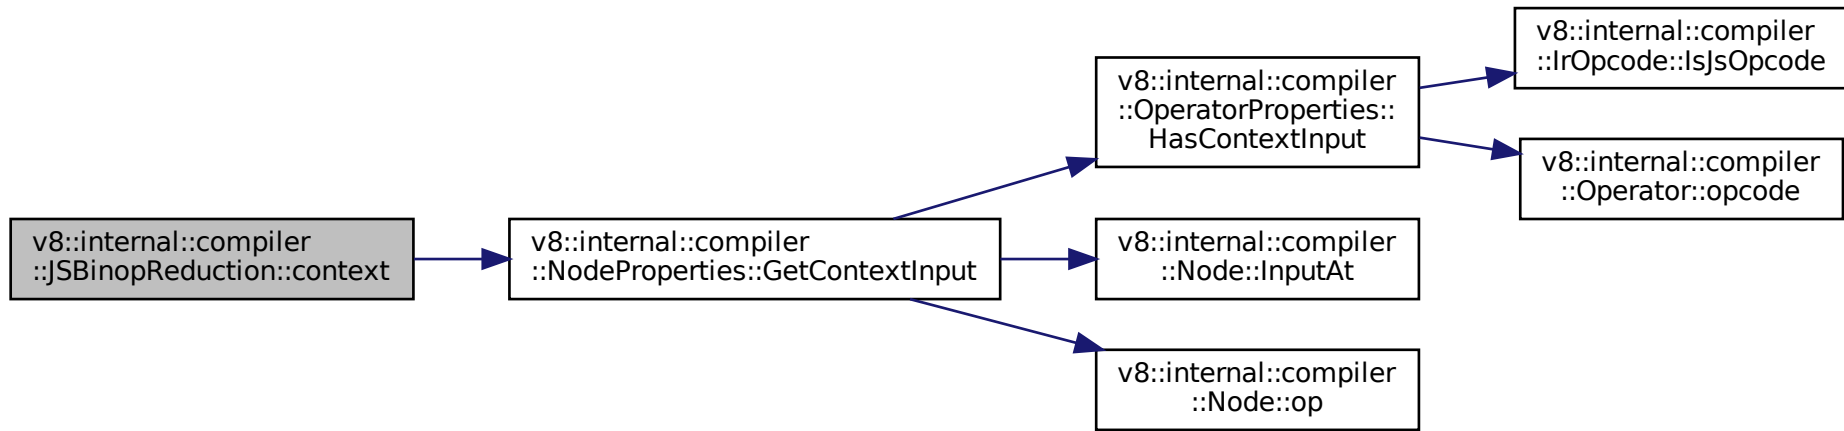 v8::internal::compiler
::JSBinopReduction::context
v8::internal::compiler
::NodeProperties::GetContextInput
v8::internal::compiler
::OperatorProperties::
HasContextInput
v8::internal::compiler
::IrOpcode::IsJsOpcode
v8::internal::compiler
::Operator::opcode
v8::internal::compiler
::Node::InputAt
v8::internal::compiler
::Node::op